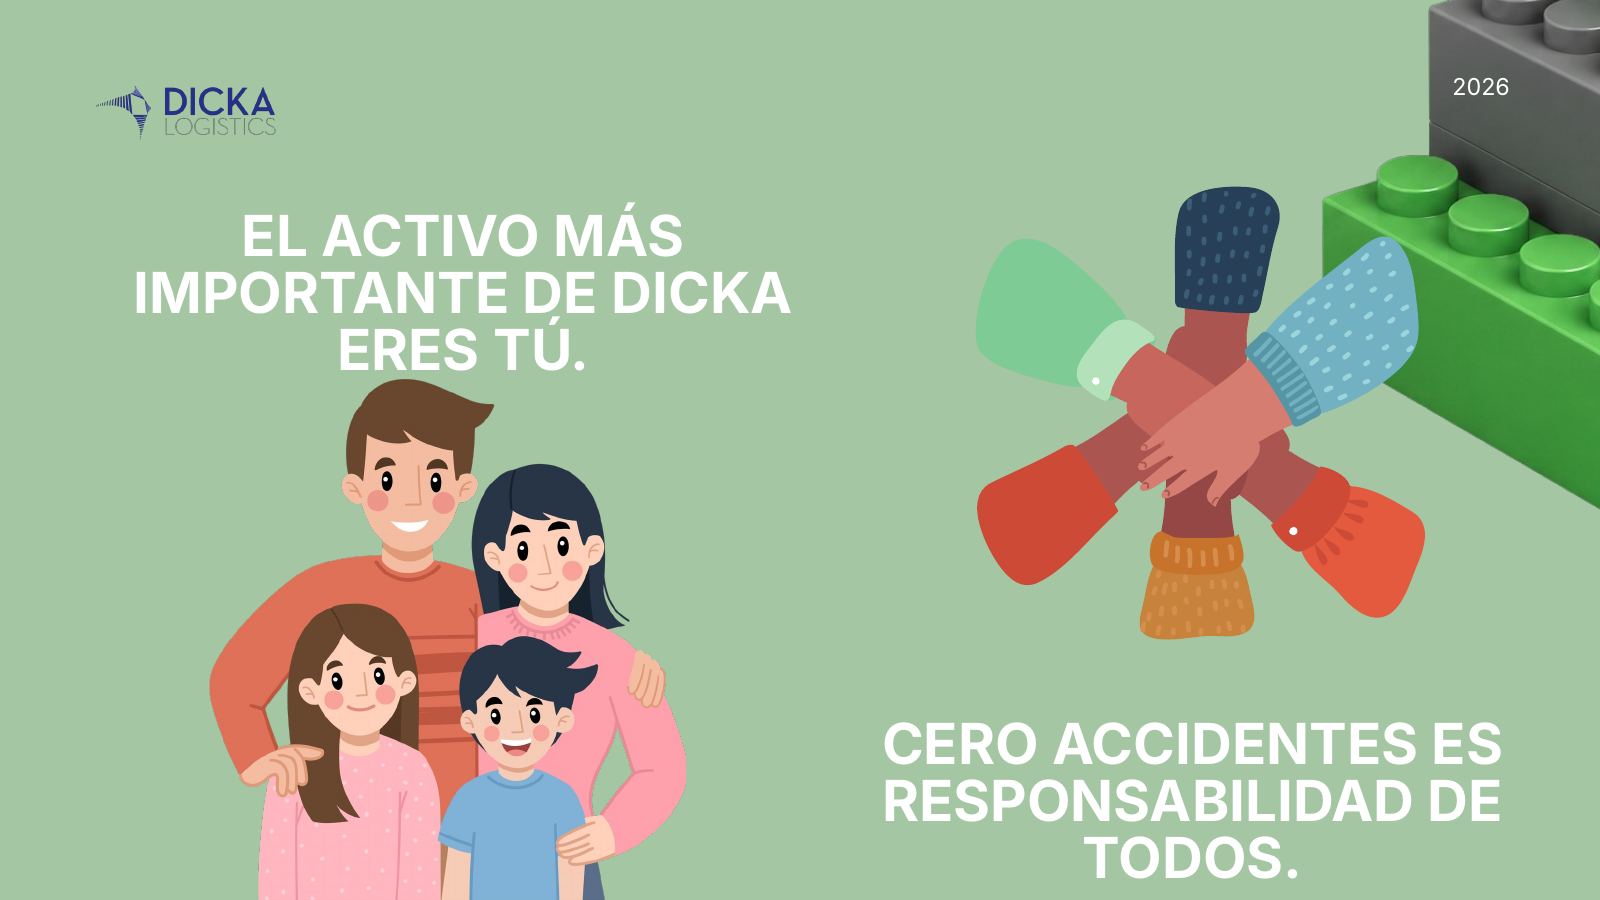 DICKA
LOGISTICS
2026
EL ACTIVO MÁS
IMPORTANTE DE DICKA
ERES TÚ.
CERO ACCIDENTES ES
RESPONSABILIDAD DE
TODOS.